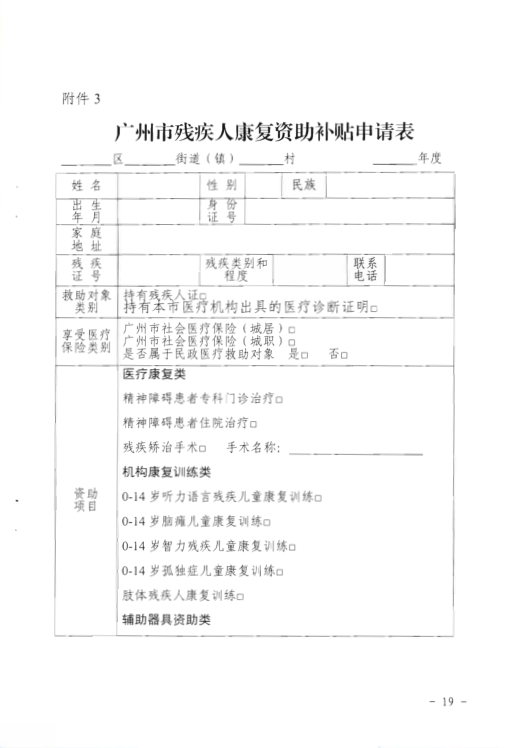 附件 3
广州市残疾人康复资助补贴申请表
______区______街道（镇）______村 ______年度
姓 名 性 别 民族
出 生 年 月 身 份 证 号
家 庭 地 址
残 疾 证 号 残疾类别和程度 联系电话
救助对象类别 持有残疾人证□
持有本市医疗机构出具的医疗诊断证明□
享受医疗保险类别 广州市社会医疗保险（城居）□
广州市社会医疗保险（城职）□
是否属于民政医疗救助对象 是□ 否□
医疗康复类
精神障碍患者专科门诊治疗□
精神障碍患者住院治疗□
残疾矫治手术□ 手术名称：______
机构康复训练类
资助项目
0-14 岁听力语言残疾儿童康复训练□
0-14 岁脑瘫儿童康复训练□
0-14 岁智力残疾儿童康复训练□
0-14 岁孤独症儿童康复训练□
肢体残疾人康复训练□
辅助器具资助类
- 19 -